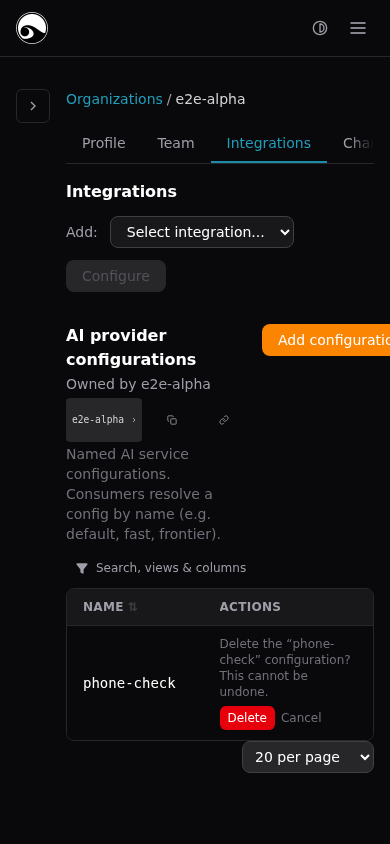 Organizations / e2e-alpha
Profile Team Integrations Cha
Integrations
Add: Select integration...
Configure
AI provider
configurations
Add configuratio
Owned by e2e-alpha
e2e-alpha ›
Named AI service
configurations.
Consumers resolve a
config by name (e.g.
default, fast, frontier).
Search, views & columns
NAME ⇅ ACTIONS
phone-check
Delete the “phone-
check” configuration?
This cannot be
undone.
Delete Cancel
20 per page